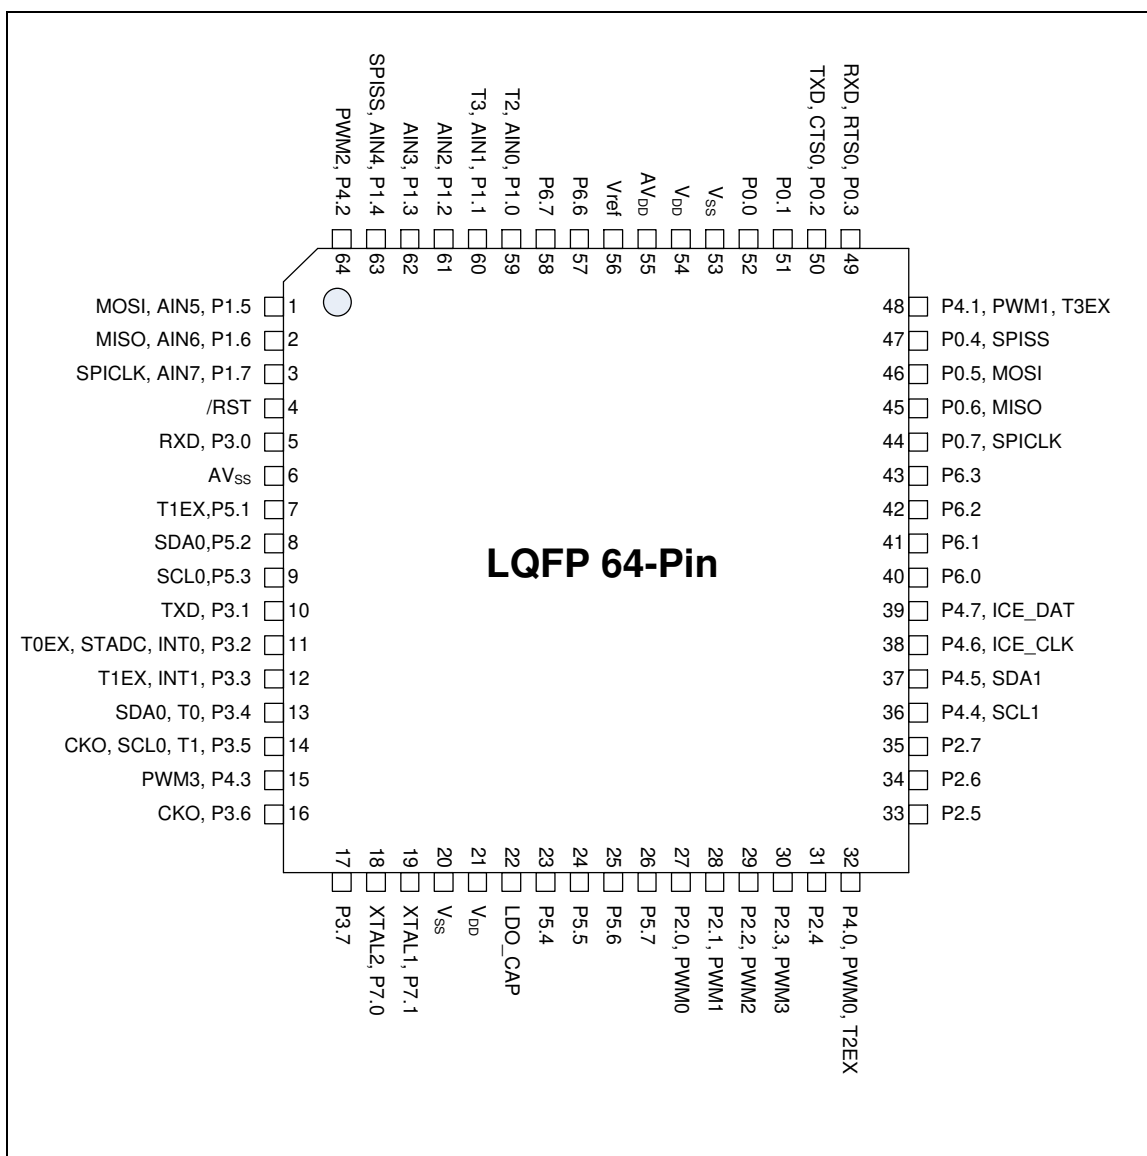 PWM2, P4.2
SPISS, AIN4, P1.4
AIN3, P1.3
AIN2, P1.2
T3, AIN1, P1.1
T2, AIN0, P1.0
P6.7
P6.6
Vref
AVDD
VDD
VSS
P0.0
P0.1
TXD, CTS0, P0.2
RXD, RTS0, P0.3
64
63
62
61
60
59
58
57
56
55
54
53
52
51
50
49
MOSI, AIN5, P1.5 1
MISO, AIN6, P1.6 2
SPICLK, AIN7, P1.7 3
/RST 4
RXD, P3.0 5
AVSS 6
T1EX,P5.1 7
SDA0,P5.2 8
SCL0,P5.3 9
TXD, P3.1 10
T0EX, STADC, INT0, P3.2 11
T1EX, INT1, P3.3 12
SDA0, T0, P3.4 13
CKO, SCL0, T1, P3.5 14
PWM3, P4.3 15
CKO, P3.6 16
LQFP 64-Pin
48 P4.1, PWM1, T3EX
47 P0.4, SPISS
46 P0.5, MOSI
45 P0.6, MISO
44 P0.7, SPICLK
43 P6.3
42 P6.2
41 P6.1
40 P6.0
39 P4.7, ICE_DAT
38 P4.6, ICE_CLK
37 P4.5, SDA1
36 P4.4, SCL1
35 P2.7
34 P2.6
33 P2.5
17
18
19
20
21
22
23
24
25
26
27
28
29
30
31
32
P3.7
XTAL2, P7.0
XTAL1, P7.1
VSS
VDD
LDO_CAP
P5.4
P5.5
P5.6
P5.7
P2.0, PWM0
P2.1, PWM1
P2.2, PWM2
P2.3, PWM3
P2.4
P4.0, PWM0, T2EX